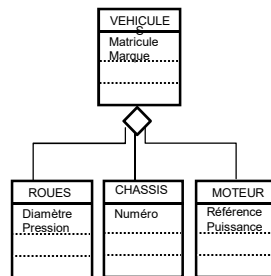 VEHICULE
S
Matricule
Marque
ROUES
Diamètre
Pression
CHASSIS
Numéro
MOTEUR
Référence
Puissance